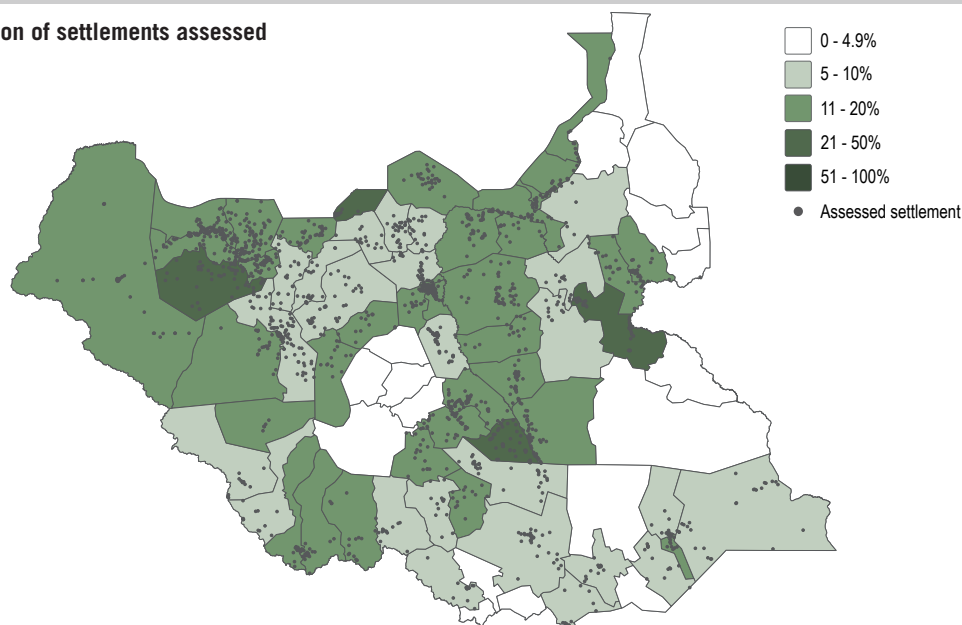 on of settlements assessed
0 - 4.9%
5 - 10%
11 - 20%
21 - 50%
51 - 100%
Assessed settlement